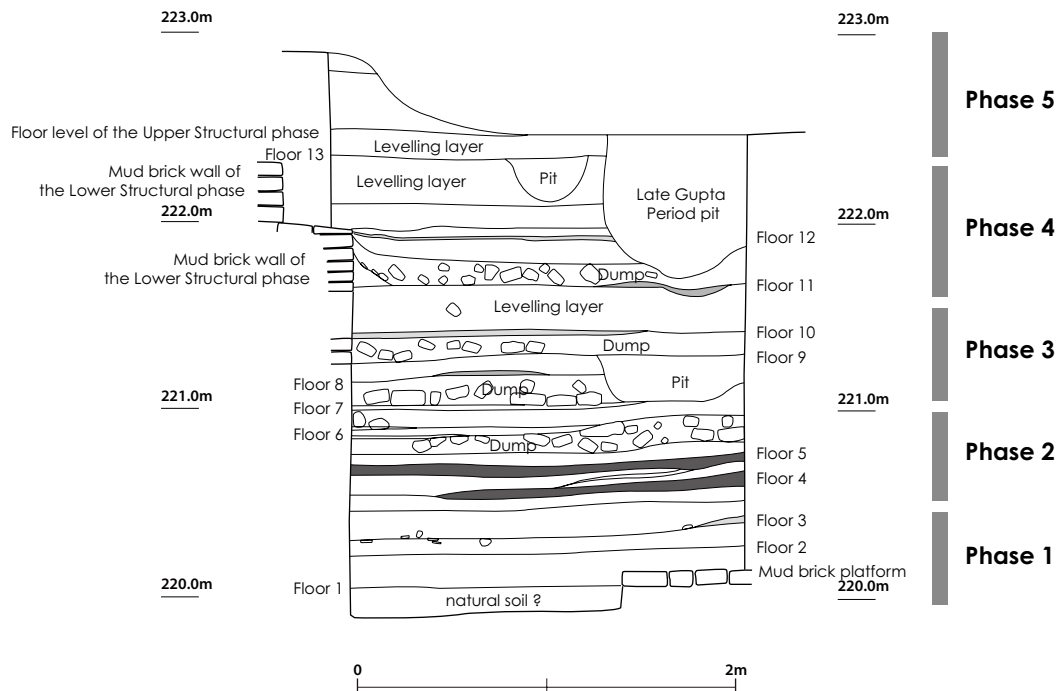 223.0m
223.0m
Phase 5
Floor level of the Upper Structural phase
Levelling layer
Floor 13
Mud brick wall of
the Lower Structural phase
Levelling layer
Pit
Late Gupta
Period pit
222.0m
222.0m
Phase 4
Floor 12
Mud brick wall of
the Lower Structural phase
Dump
Floor 11
Levelling layer
Floor 10
Dump
Floor 9
Phase 3
Floor 8
Dump
Pit
Floor 7
221.0m
221.0m
Floor 6
Dump
Floor 5
Phase 2
Floor 4
Floor 3
Floor 2
Phase 1
Mud brick platform
220.0m
220.0m
Floor 1
natural soil ?
0
2m